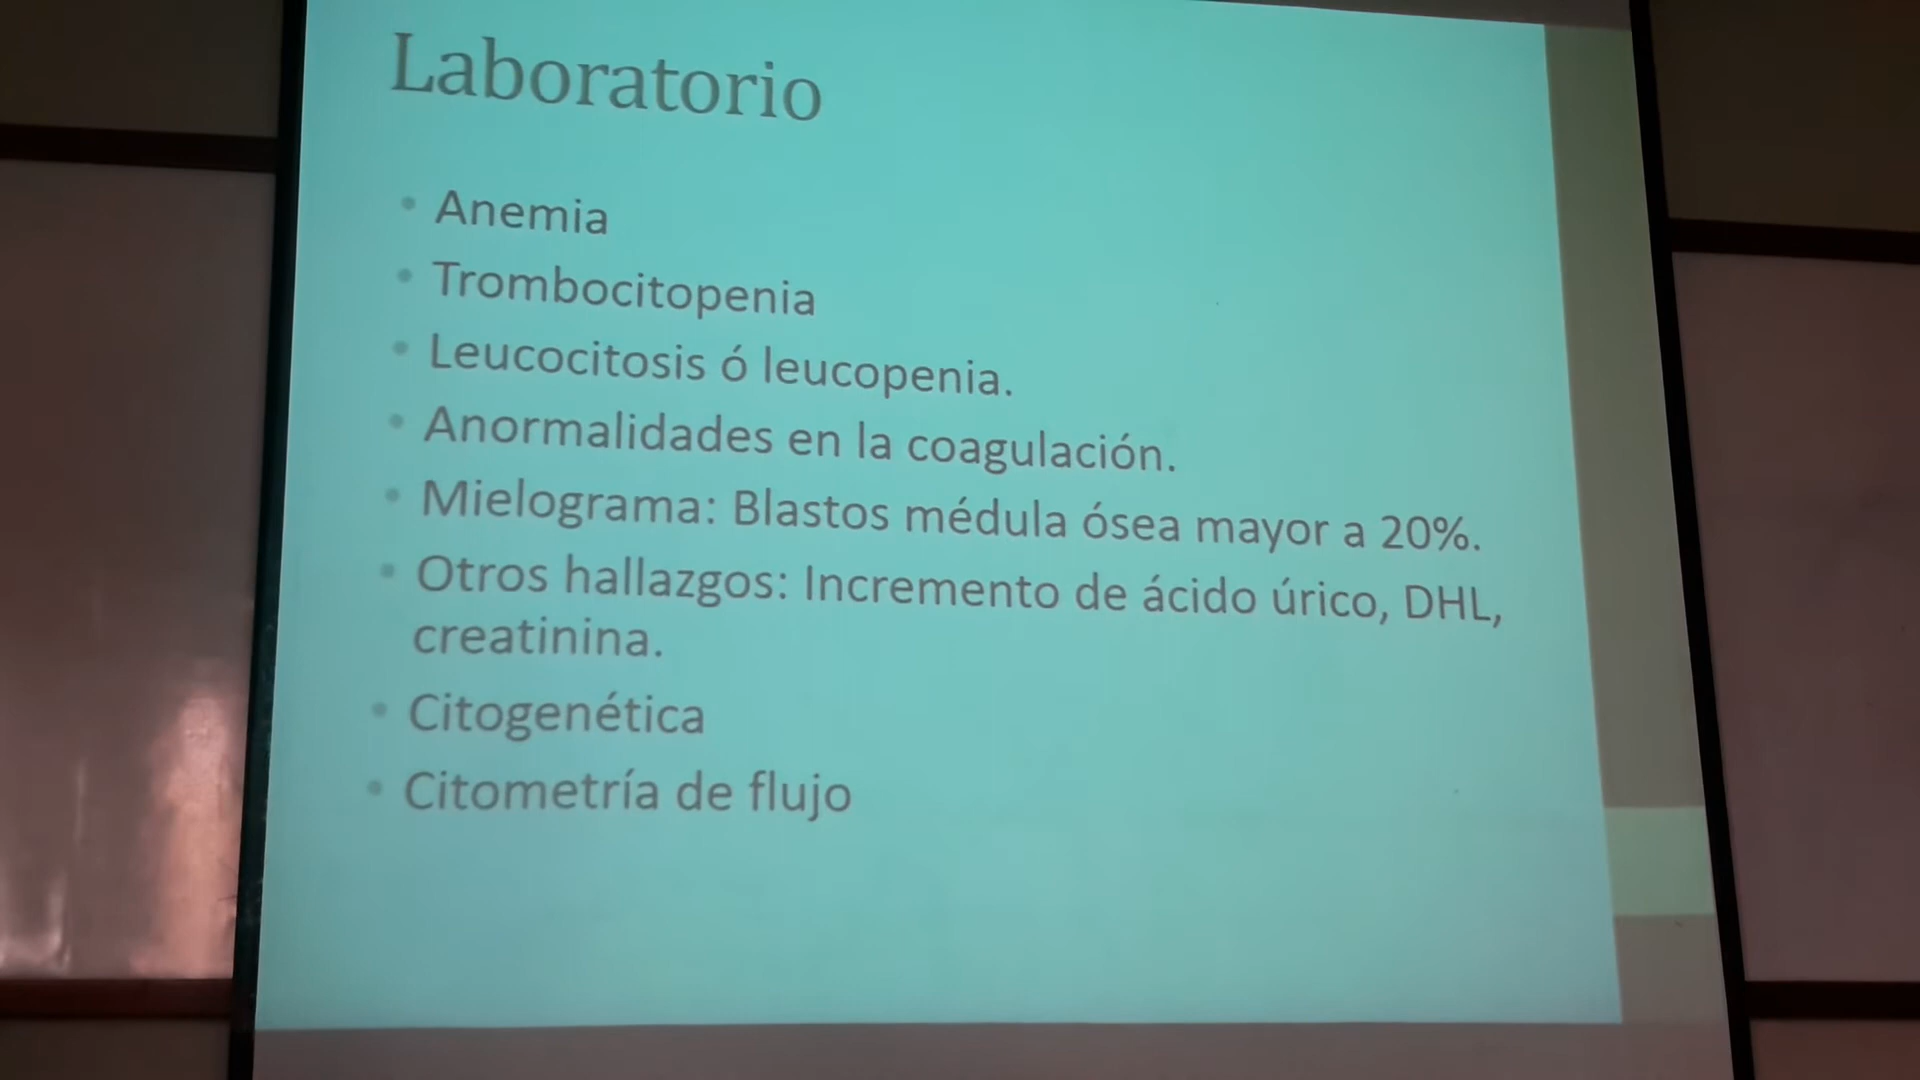 Laboratorio
• Anemia
• Trombocitopenia
• Leucocitosis ó leucopenia.
• Anormalidades en la coagulación.
• Mielograma: Blastos médula ósea mayor a 20%.
• Otros hallazgos: Incremento de ácido úrico, DHL,
creatinina.
• Citogenética
• Citometría de flujo